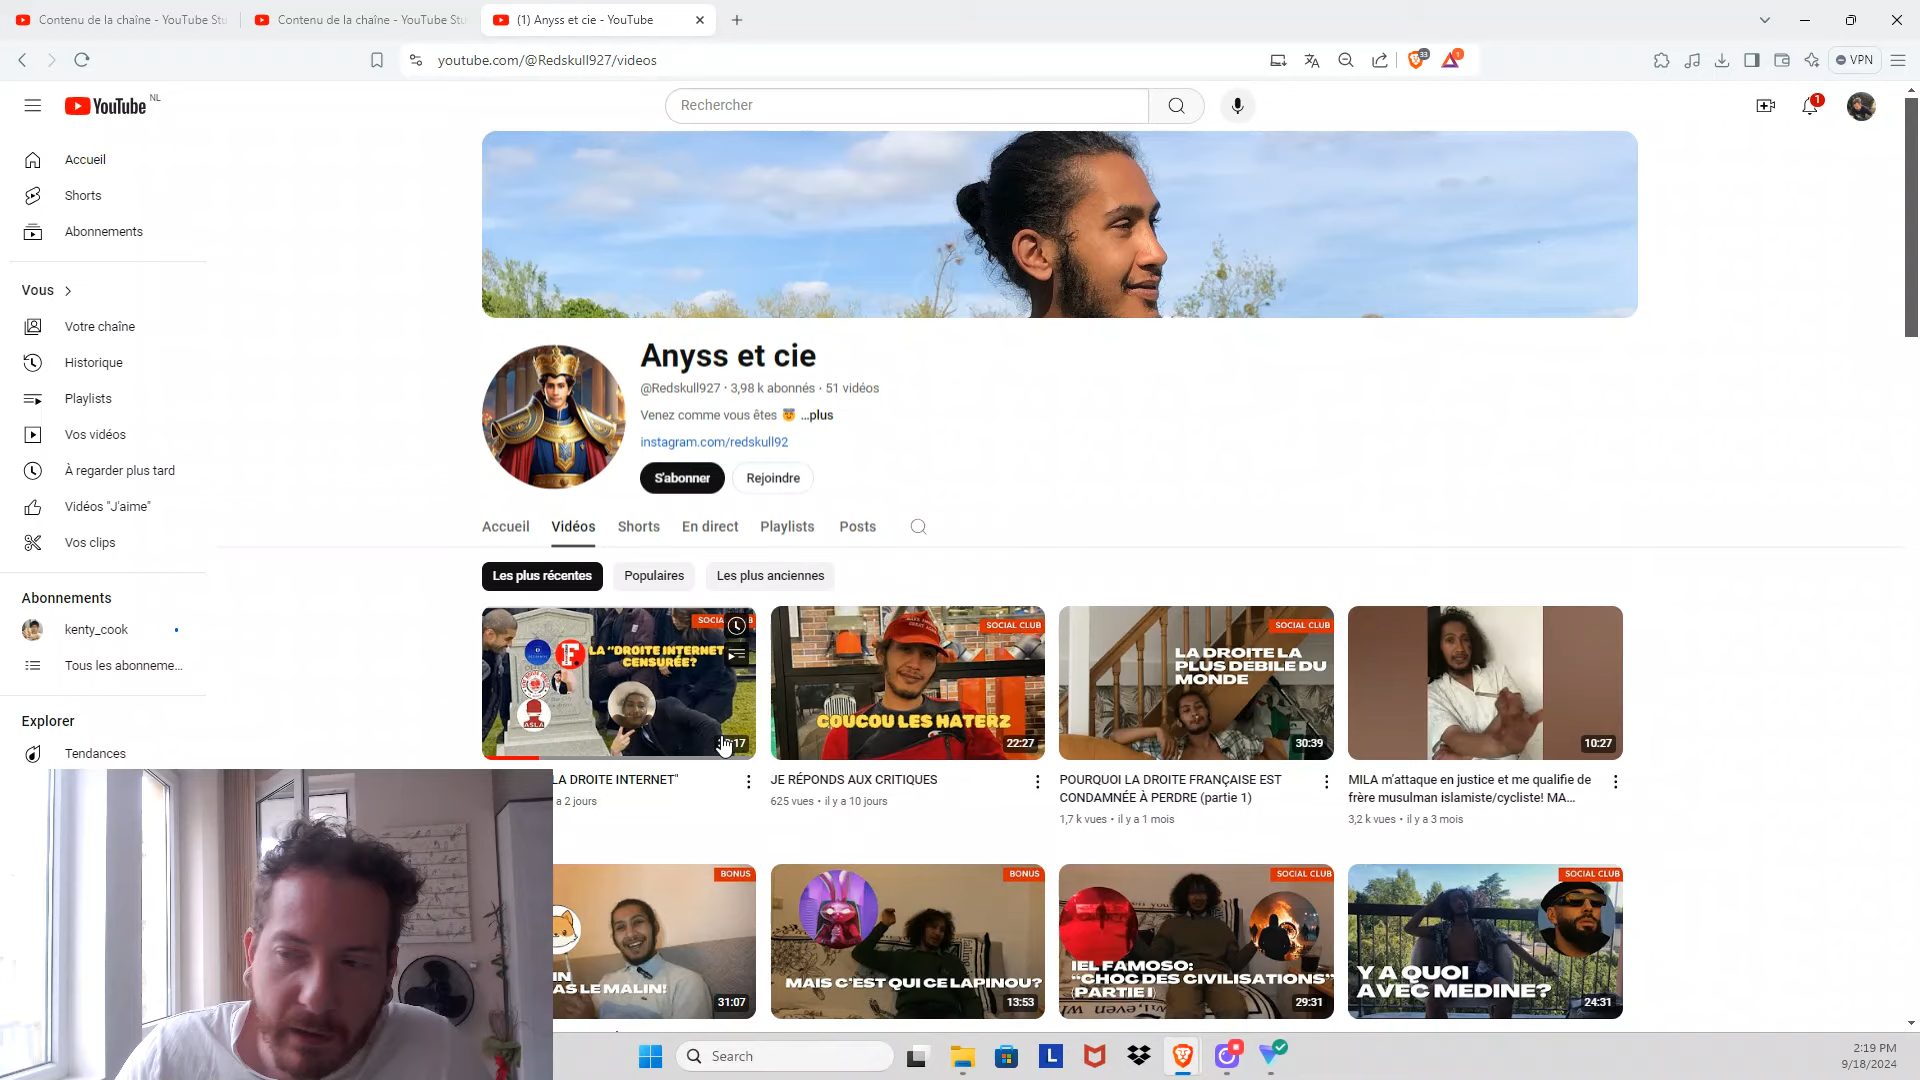 Contenu de la chaîne - YouTube Stu
Contenu de la chaîne - YouTube Stu
(1) Anyss et cie - YouTube
youtube.com/@Redskull927/videos
33
1
VPN
YouTube NL
Rechercher
1
Accueil
Shorts
Abonnements
Vous
Votre chaîne
Historique
Playlists
Vos vidéos
À regarder plus tard
Vidéos "J'aime"
Vos clips
Abonnements
kenty_cook
Tous les abonneme...
Explorer
Tendances
Anyss et cie
@Redskull927 · 3,98 k abonnés · 51 vidéos
Venez comme vous êtes ...plus
instagram.com/redskull92
S'abonner
Rejoindre
Accueil
Vidéos
Shorts
En direct
Playlists
Posts
Les plus récentes
Populaires
Les plus anciennes
SOCIA
LA "DROITE INTERNET"
CENSURÉE?
ASLA
:17
LA DROITE INTERNET"
a 2 jours
SOCIAL CLUB
COUCOU LES HATERZ
22:27
JE RÉPONDS AUX CRITIQUES
625 vues • il y a 10 jours
SOCIAL CLUB
LA DROITE LA
PLUS DEBILE DU
MONDE
30:39
POURQUOI LA DROITE FRANÇAISE EST
CONDAMNÉE À PERDRE (partie 1)
1,7 k vues • il y a 1 mois
10:27
MILA m'attaque en justice et me qualifie de
frère musulman islamiste/cycliste! MA...
3,2 k vues • il y a 3 mois
BONUS
IN
AS LE MALIN!
31:07
BONUS
MAIS C'EST QUI CE LAPINOU?
13:53
SOCIAL CLUB
IEL FAMOSO:
"CHOC DES CIVILISATIONS"
(PARTIE I)
29:31
SOCIAL CLUB
Y A QUOI
AVEC MEDINE?
24:31
Search
L
2:19 PM
9/18/2024